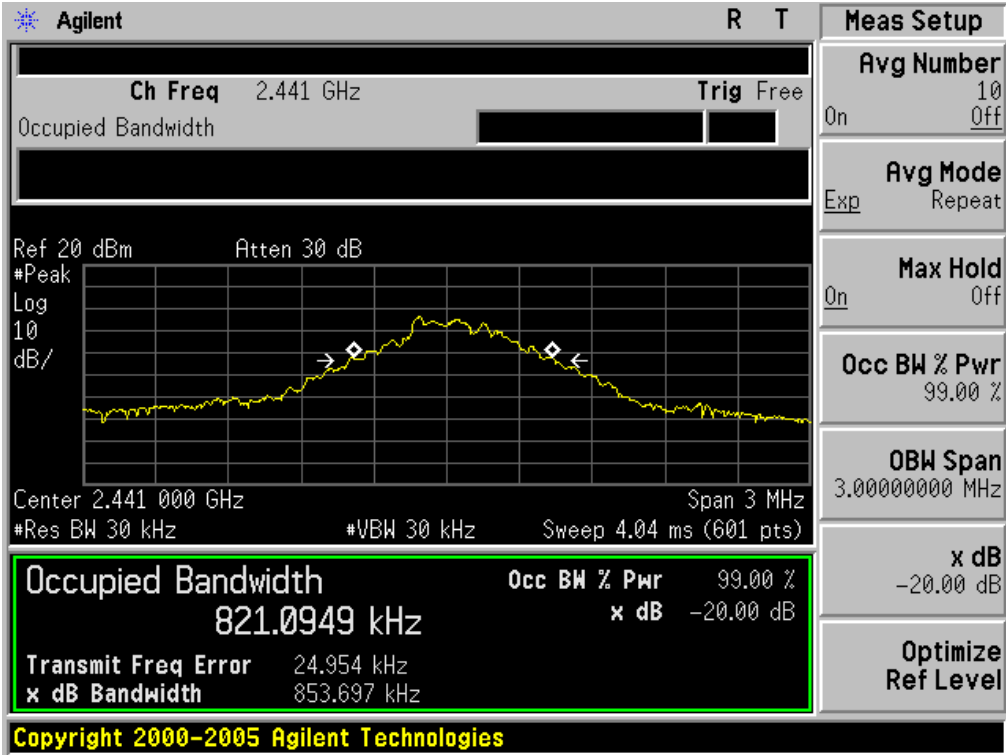 Agilent R T
Ch Freq 2.441 GHz Trig Free
Occupied Bandwidth
Ref 20 dBm Atten 30 dB
#Peak
Log
10
dB/
Center 2.441 000 GHz Span 3 MHz
#Res BW 30 kHz #VBW 30 kHz Sweep 4.04 ms (601 pts)
Occupied Bandwidth Occ BW % Pwr 99.00 %
821.0949 kHz x dB -20.00 dB
Transmit Freq Error 24.954 kHz
x dB Bandwidth 853.697 kHz
Copyright 2000-2005 Agilent Technologies
Meas Setup
Avg Number
10
On Off
Avg Mode
Exp Repeat
Max Hold
On Off
Occ BW % Pwr
99.00 %
OBW Span
3.00000000 MHz
x dB
-20.00 dB
Optimize
Ref Level